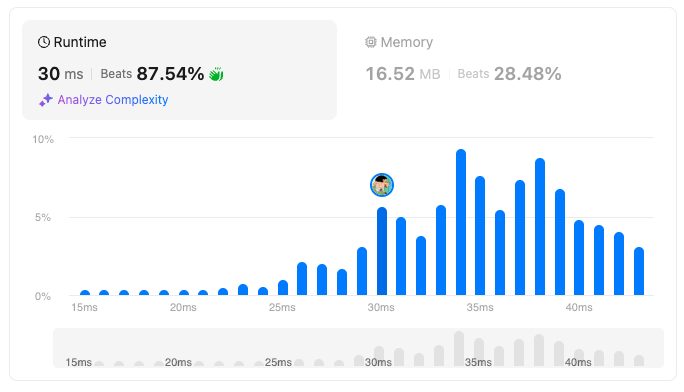 Runtime
30 ms | Beats 87.54%
Analyze Complexity
Memory
16.52 MB | Beats 28.48%
10%
5%
0%
15ms 20ms 25ms 30ms 35ms 40ms
15ms 20ms 25ms 30ms 35ms 40ms